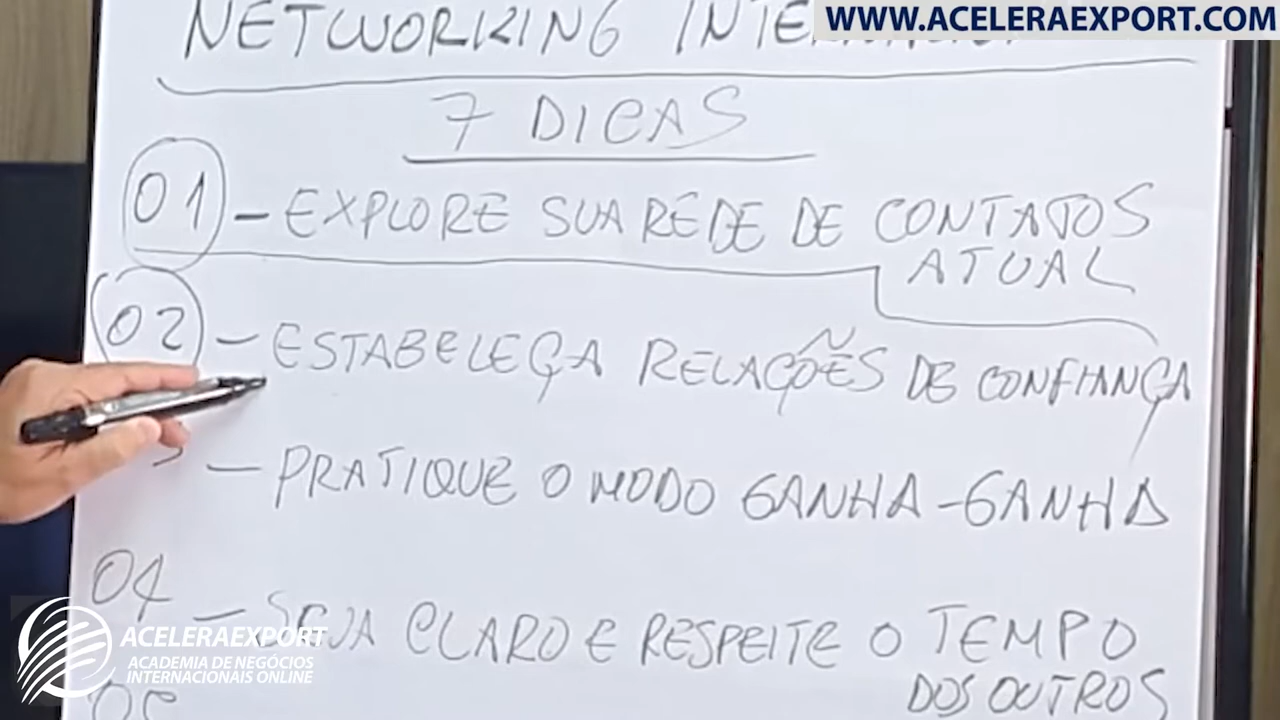 WWW.ACELERAEXPORT.COM
NETWORKING
7 DICAS
01 - EXPLORE SUA REDE DE CONTATOS
ATUAL
02 - ESTABELEÇA RELAÇÕES DE CONFIANÇA
- PRATIQUE O MODO GANHA-GANHA
04
- SEJA CLARO E RESPEITE O TEMPO
DOS OUTROS
ACELERAEXPORT
ACADEMIA DE NEGÓCIOS
INTERNACIONAIS ONLINE